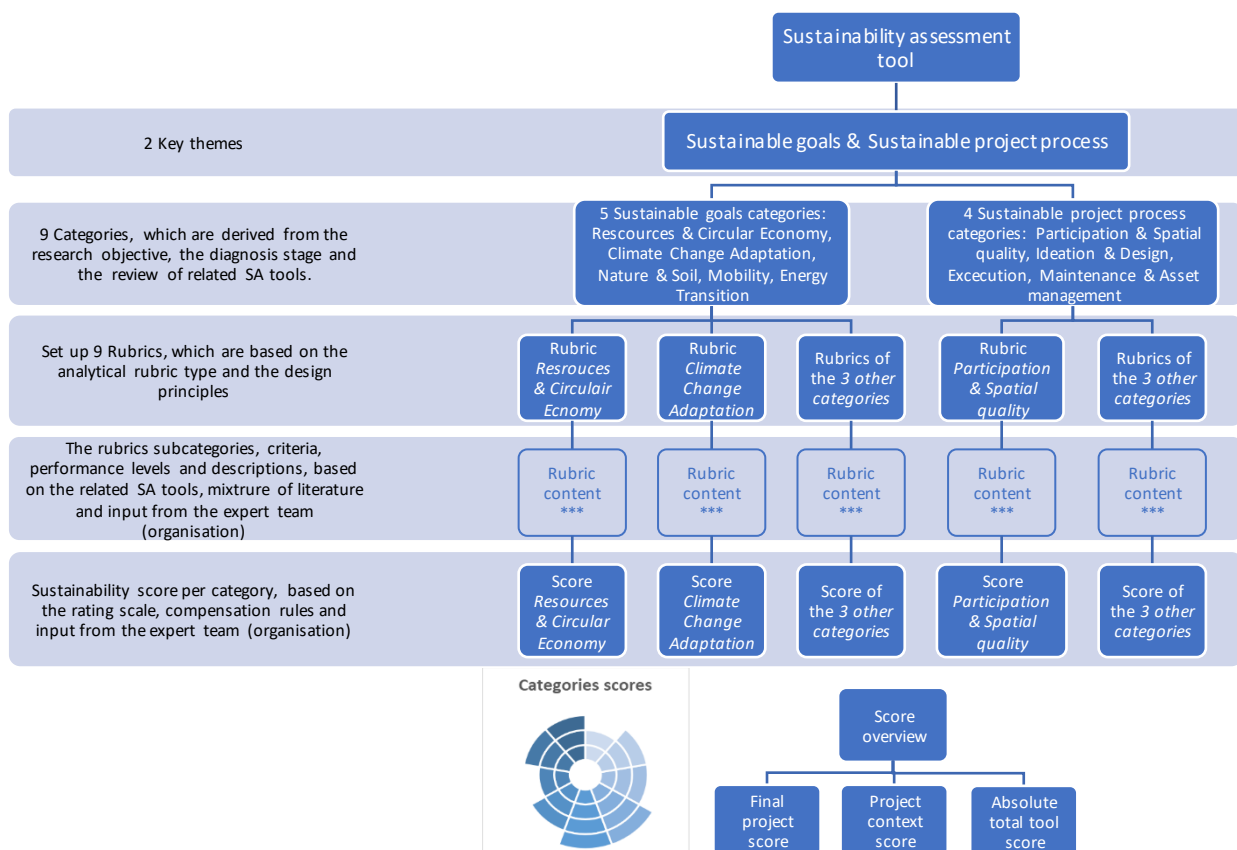 Sustainability assessment
tool
2 Key themes
Sustainable goals & Sustainable project process
9 Categories, which are derived from the
research objective, the diagnosis stage and
the review of related SA tools.
5 Sustainable goals categories:
Rescources & Circular Economy,
Climate Change Adaptation,
Nature & Soil, Mobility, Energy
Transition
4 Sustainable project process
categories: Participation & Spatial
quality, Ideation & Design,
Excecution, Maintenance & Asset
management
Set up 9 Rubrics, which are based on the
analytical rubric type and the design
principles
Rubric
Resrouces
& Circulair
Ecnomy
Rubric
Climate
Change
Adaptation
Rubrics of
the 3 other
categories
Rubric
Participation
& Spatial
quality
Rubrics of
the 3 other
categories
The rubrics subcategories, criteria,
performance levels and descriptions, based
on the related SA tools, mixtrure of literature
and input from the expert team
(organisation)
Rubric
content
***
Rubric
content
***
Rubric
content
***
Rubric
content
***
Rubric
content
***
Sustainability score per category, based on
the rating scale, compensation rules and
input from the expert team (organisation)
Score
Resources
& Circular
Economy
Score
Climate
Change
Adaptation
Score of
the 3 other
categories
Score
Participation
& Spatial
quality
Score of
the 3 other
categories
Categories scores
Score
overview
Final
project
score
Project
context
score
Absolute
total tool
score